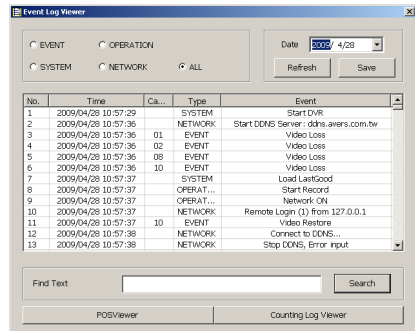 Event Log Viewer
EVENT OPERATION
SYSTEM NETWORK ALL
Date 2009/ 4/28
Refresh Save
No. Time Ca... Type Event
1 2009/04/28 10:57:29 SYSTEM Start DVR
2 2009/04/28 10:57:36 NETWORK Start DDNS Server: ddns.avers.com.tw
3 2009/04/28 10:57:36 01 EVENT Video Loss
4 2009/04/28 10:57:36 02 EVENT Video Loss
5 2009/04/28 10:57:36 08 EVENT Video Loss
6 2009/04/28 10:57:36 10 EVENT Video Loss
7 2009/04/28 10:57:37 SYSTEM Load LastGood
8 2009/04/28 10:57:37 OPERAT... Start Record
9 2009/04/28 10:57:37 OPERAT... Network ON
10 2009/04/28 10:57:37 NETWORK Remote Login (1) from 127.0.0.1
11 2009/04/28 10:57:37 10 EVENT Video Restore
12 2009/04/28 10:57:38 NETWORK Connect to DDNS...
13 2009/04/28 10:57:38 NETWORK Stop DDNS, Error input
Find Text Search
POSViewer Counting Log Viewer